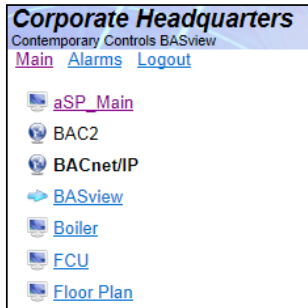 Corporate Headquarters
Contemporary Controls BASview
Main Alarms Logout
aSP_Main
BAC2
BACnet/IP
BASview
Boiler
FCU
Floor Plan